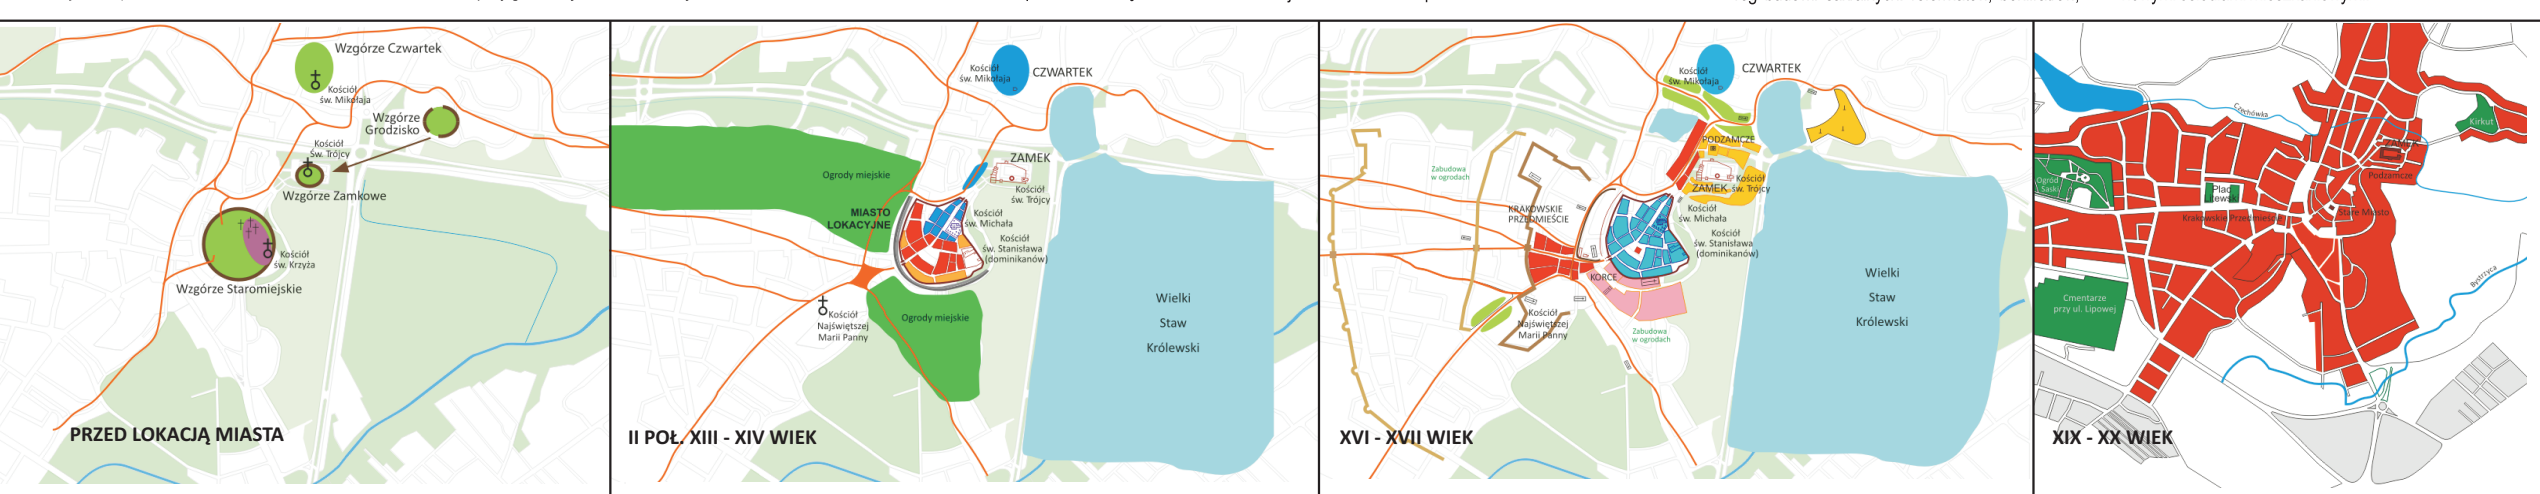 Wzgórze Czwartek
Kościół
św. Mikołaja
Wzgórze
Grodzisko
Kościół
Św. Trójcy
Wzgórze Zamkowe
Kościół
św. Krzyża
Wzgórze Staromiejskie
PRZED LOKACJĄ MIASTA
Kościół
św. Mikołaja
CZWARTEK
Ogrody miejskie
ZAMEK
Kościół
św. Trójcy
MIASTO
LOKACYJNE
Kościół
św. Michała
Kościół
św. Stanisława
(dominikanów)
Kościół
Najświętszej
Marii Panny
Ogrody miejskie
Wielki
Staw
Królewski
II POŁ. XIII - XIV WIEK
Kościół
św. Mikołaja
CZWARTEK
PODZAMCZE
Zabudowa
w ogrodach
ZAMEK
Kościół
św. Trójcy
KRAKOWSKIE
PRZEDMIEŚCIE
Kościół
św. Michała
Kościół
św. Stanisława
(dominikanów)
KORCE
Kościół
Najświętszej
Marii Panny
Zabudowa
w ogrodach
Wielki
Staw
Królewski
XVI - XVII WIEK
Czechówka
Kirkut
ZAMEK
Podzamcze
Ogród
Saski
Plac
Litewski
Krakowskie Przedmieście
Stare Miasto
Cmentarze
przy ul. Lipowej
Bystrzyca
XIX - XX WIEK